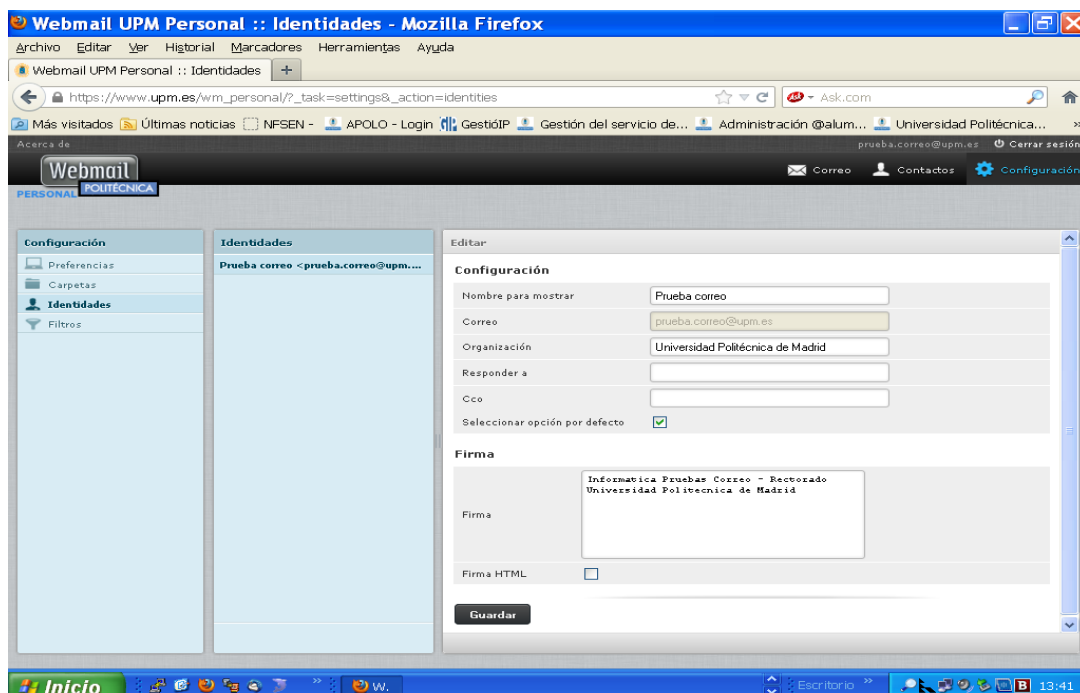 Webmail UPM Personal :: Identidades - Mozilla Firefox
Archivo Editar Ver Historial Marcadores Herramientas Ayuda
Webmail UPM Personal :: Identidades +
https://www.upm.es/wm_personal/?_task=settings&_action=identities Ask.com
Más visitados Últimas noticias NFSEN - APOLO - Login GestióIP Gestión del servicio de... Administración @alum... Universidad Politécnica... »
Acerca de prueba.correo@upm.es Cerrar sesión
Webmail
POLITÉCNICA
PERSONAL
Correo Contactos Configuración
Configuración
Preferencias
Carpetas
Identidades
Filtros
Identidades
Prueba correo <prueba.correo@upm....
Editar
Configuración
Nombre para mostrar Prueba correo
Correo prueba.correo@upm.es
Organización Universidad Politécnica de Madrid
Responder a
Cco
Seleccionar opción por defecto
Firma
Informatica Pruebas Correo - Rectorado
Universidad Politecnica de Madrid
Firma
Firma HTML
Guardar
Inicio » W. Escritorio » B 13:41